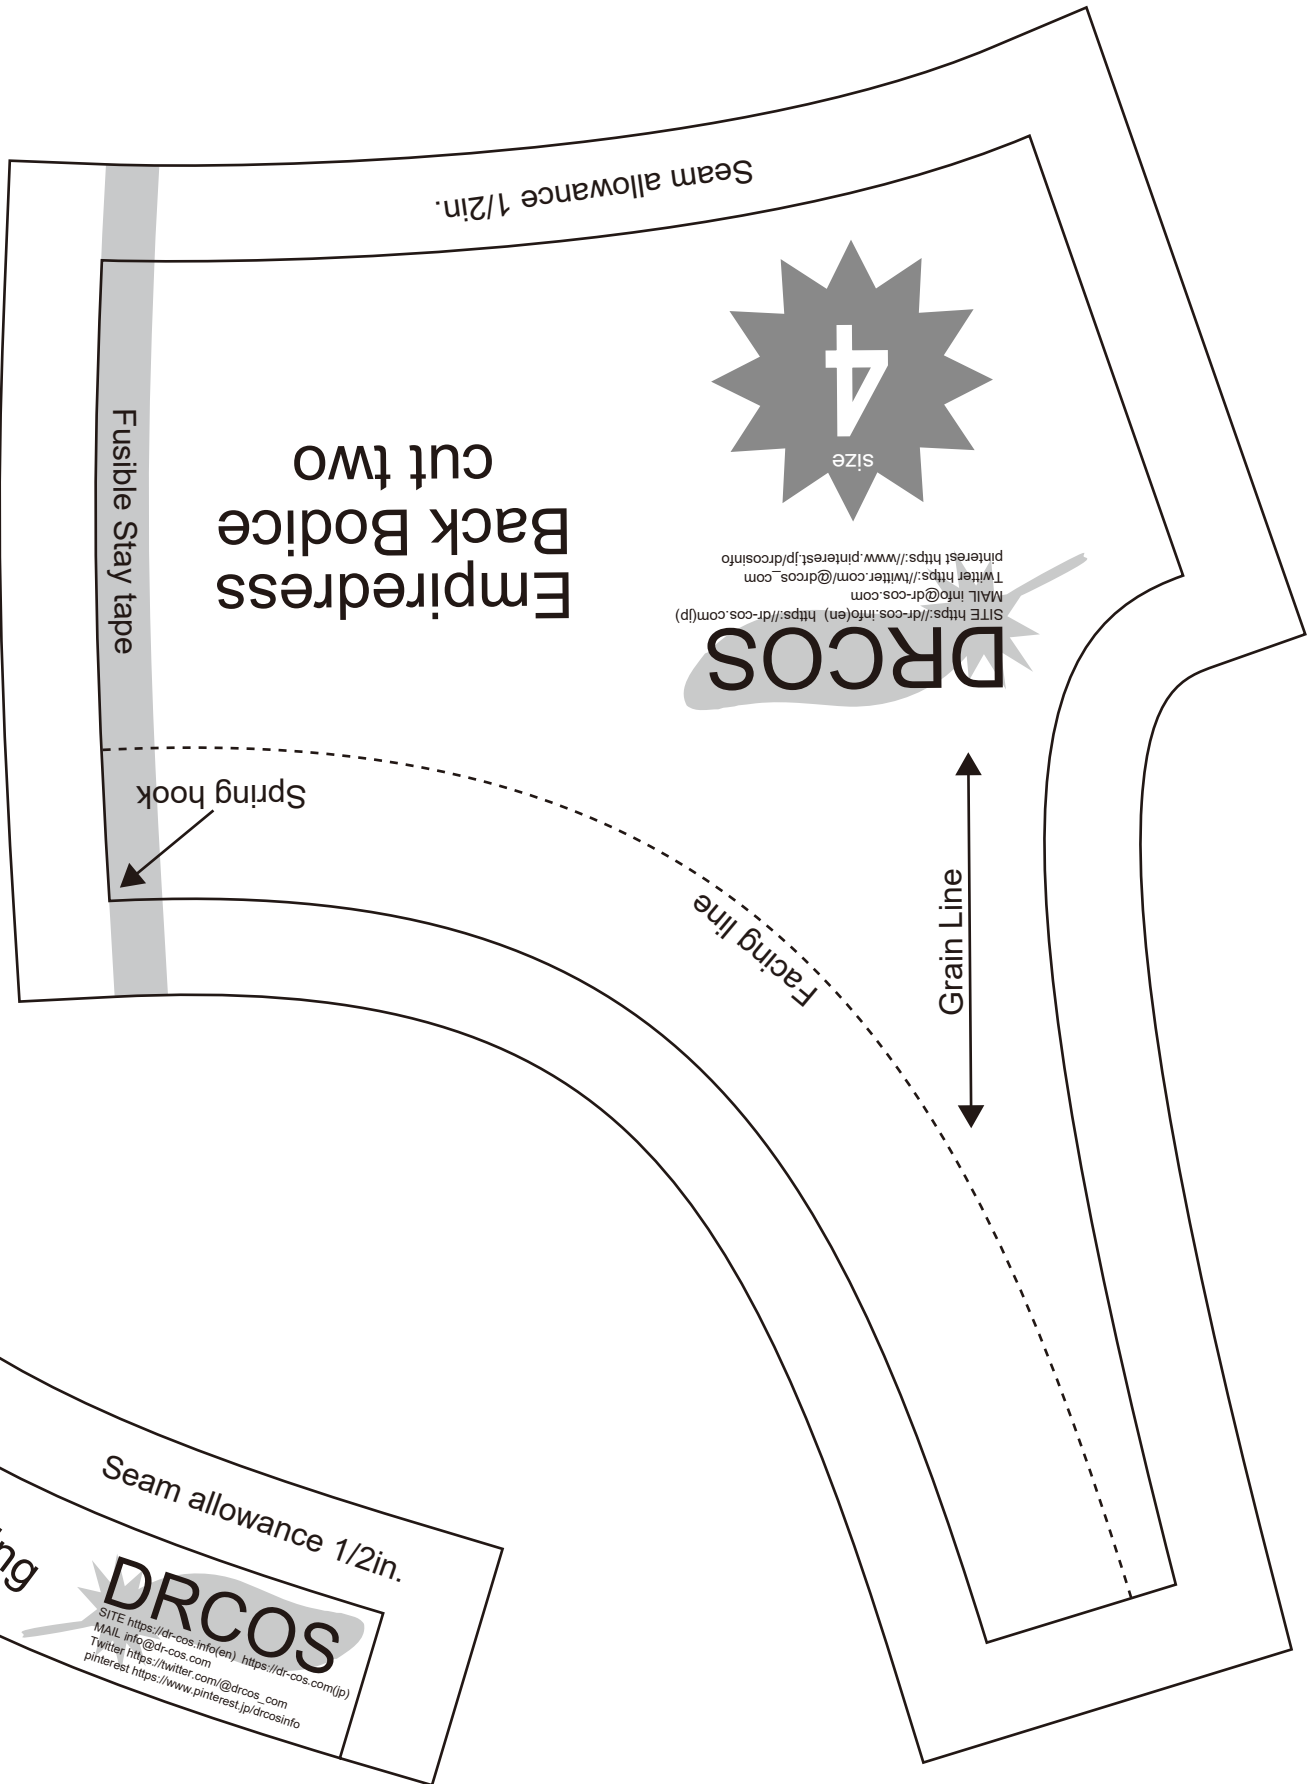 Seam allowance 1/2in.
size
4
Fusible Stay tape
Empiredress
Back Bodice
cut two
DRCOS
SITE https://dr-cos.info(en) https://dr-cos.com(jp)
MAIL info@dr-cos.com
Twitter https://twitter.com/@drcos_com
pinterest https://www.pinterest.jp/drcosinfo
Spring hook
Facing line
Grain Line
Seam allowance 1/2in.
DRCOS
SITE https://dr-cos.info(en) https://dr-cos.com(jp)
MAIL info@dr-cos.com
Twitter https://twitter.com/@drcos_com
pinterest https://www.pinterest.jp/drcosinfo